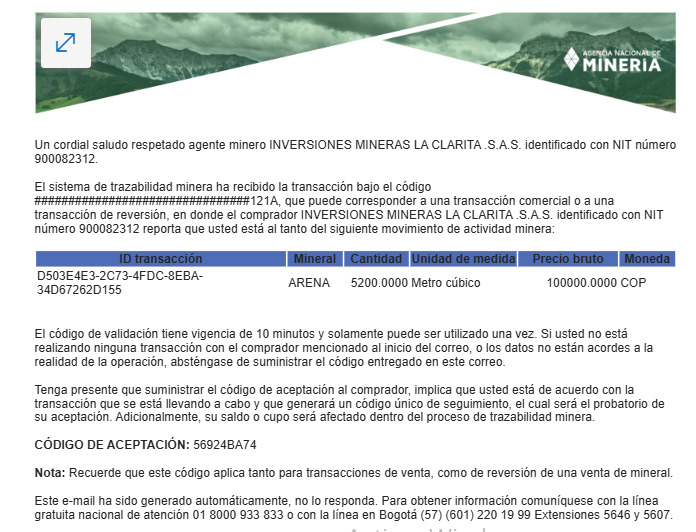 AGENCIA NACIONAL DE
MINERÍA
Un cordial saludo respetado agente minero INVERSIONES MINERAS LA CLARITA .S.A.S. identificado con NIT número
900082312.
El sistema de trazabilidad minera ha recibido la transacción bajo el código
################################121A, que puede corresponder a una transacción comercial o a una
transacción de reversión, en donde el comprador INVERSIONES MINERAS LA CLARITA .S.A.S. identificado con NIT
número 900082312 reporta que usted está al tanto del siguiente movimiento de actividad minera:
ID transacción Mineral Cantidad Unidad de medida Precio bruto Moneda
D503E4E3-2C73-4FDC-8EBA-
34D67262D155 ARENA 5200.0000 Metro cúbico 100000.0000 COP
El código de validación tiene vigencia de 10 minutos y solamente puede ser utilizado una vez. Si usted no está
realizando ninguna transacción con el comprador mencionado al inicio del correo, o los datos no están acordes a la
realidad de la operación, absténgase de suministrar el código entregado en este correo.
Tenga presente que suministrar el código de aceptación al comprador, implica que usted está de acuerdo con la
transacción que se está llevando a cabo y que generará un código único de seguimiento, el cual será el probatorio de
su aceptación. Adicionalmente, su saldo o cupo será afectado dentro del proceso de trazabilidad minera.
CÓDIGO DE ACEPTACIÓN: 56924BA74
Nota: Recuerde que este código aplica tanto para transacciones de venta, como de reversión de una venta de mineral.
Este e-mail ha sido generado automáticamente, no lo responda. Para obtener información comuníquese con la línea
gratuita nacional de atención 01 8000 933 833 o con la línea en Bogotá (57) (601) 220 19 99 Extensiones 5646 y 5607.